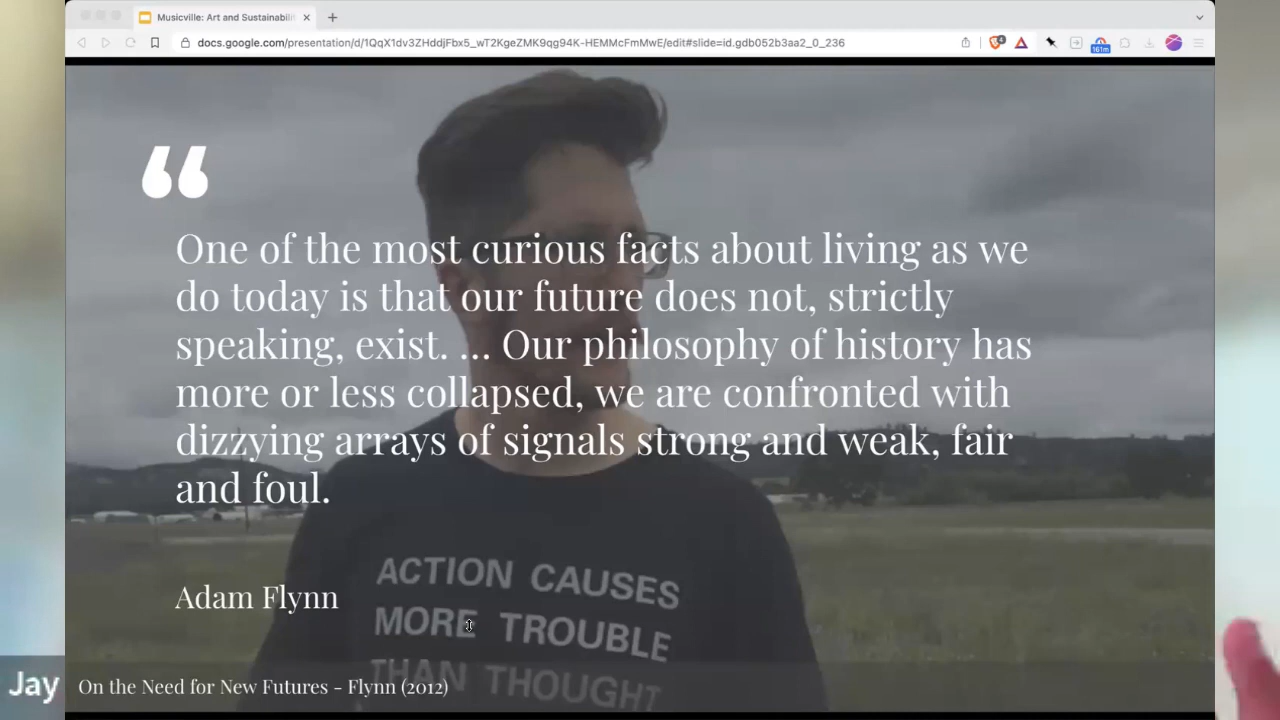 Musicville: Art and Sustainabili
docs.google.com/presentation/d/1QqX1dv3ZHddjFbx5_wT2KgeZMK9qg94K-HEMMcFmMwE/edit#slide=id.gdb052b3aa2_0_236
4
161m
“
One of the most curious facts about living as we
do today is that our future does not, strictly
speaking, exist. ... Our philosophy of history has
more or less collapsed, we are confronted with
dizzying arrays of signals strong and weak, fair
and foul.
Adam Flynn
ACTION CAUSES
MORE TROUBLE
THAN THOUGHT
Jay
On the Need for New Futures - Flynn (2012)